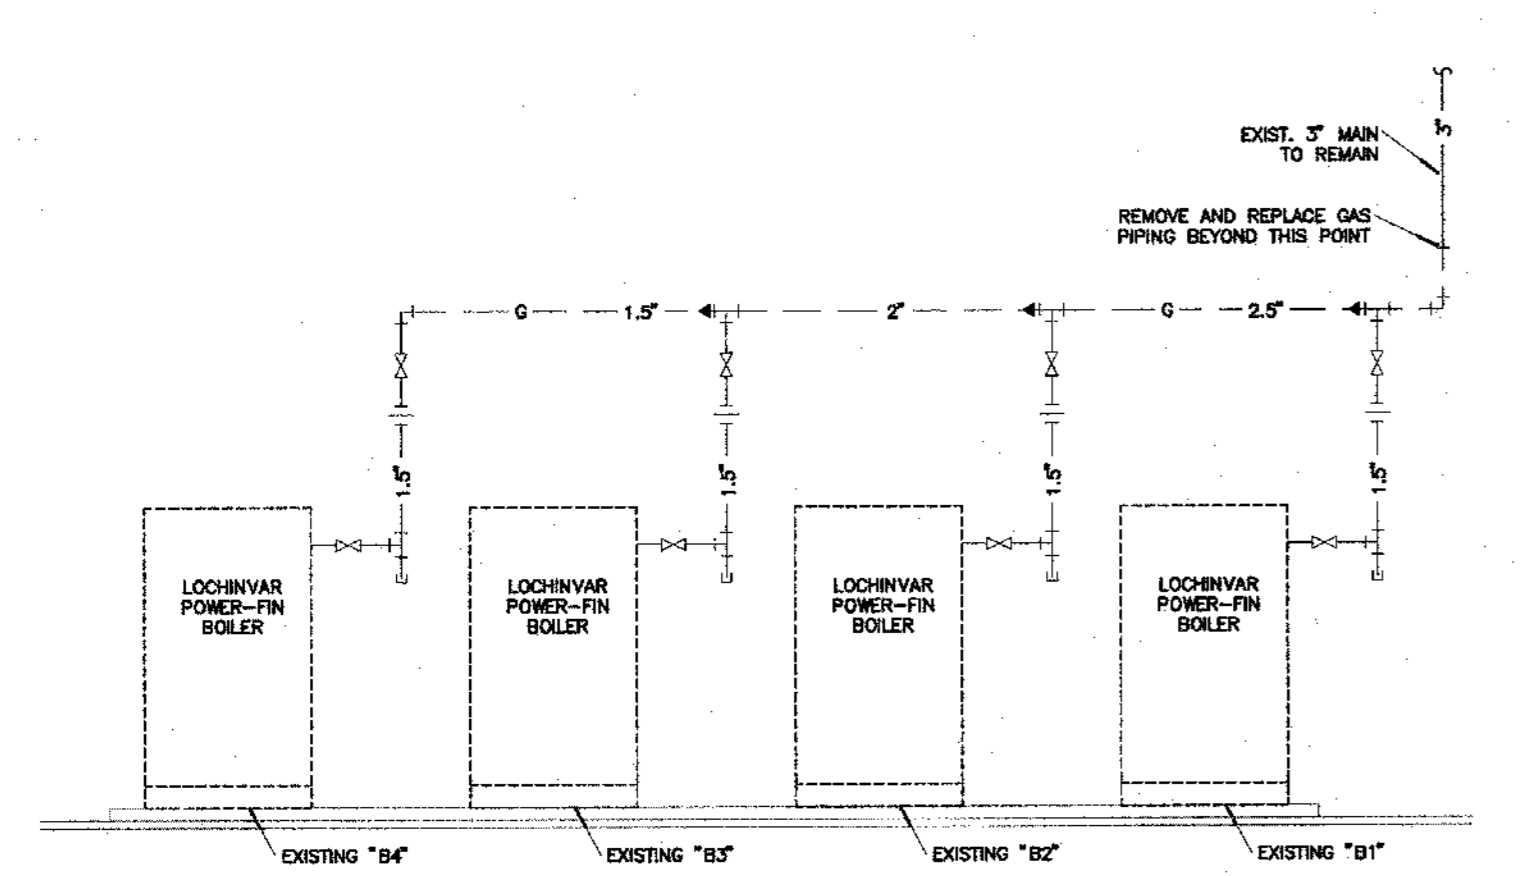 3"
EXIST. 3" MAIN
TO REMAIN
REMOVE AND REPLACE GAS
PIPING BEYOND THIS POINT
G 1.5" 2" G 2.5"
1.5" 1.5" 1.5" 1.5"
LOCHINVAR
POWER-FIN
BOILER
LOCHINVAR
POWER-FIN
BOILER
LOCHINVAR
POWER-FIN
BOILER
LOCHINVAR
POWER-FIN
BOILER
EXISTING "B4"
EXISTING "B3"
EXISTING "B2"
EXISTING "B1"